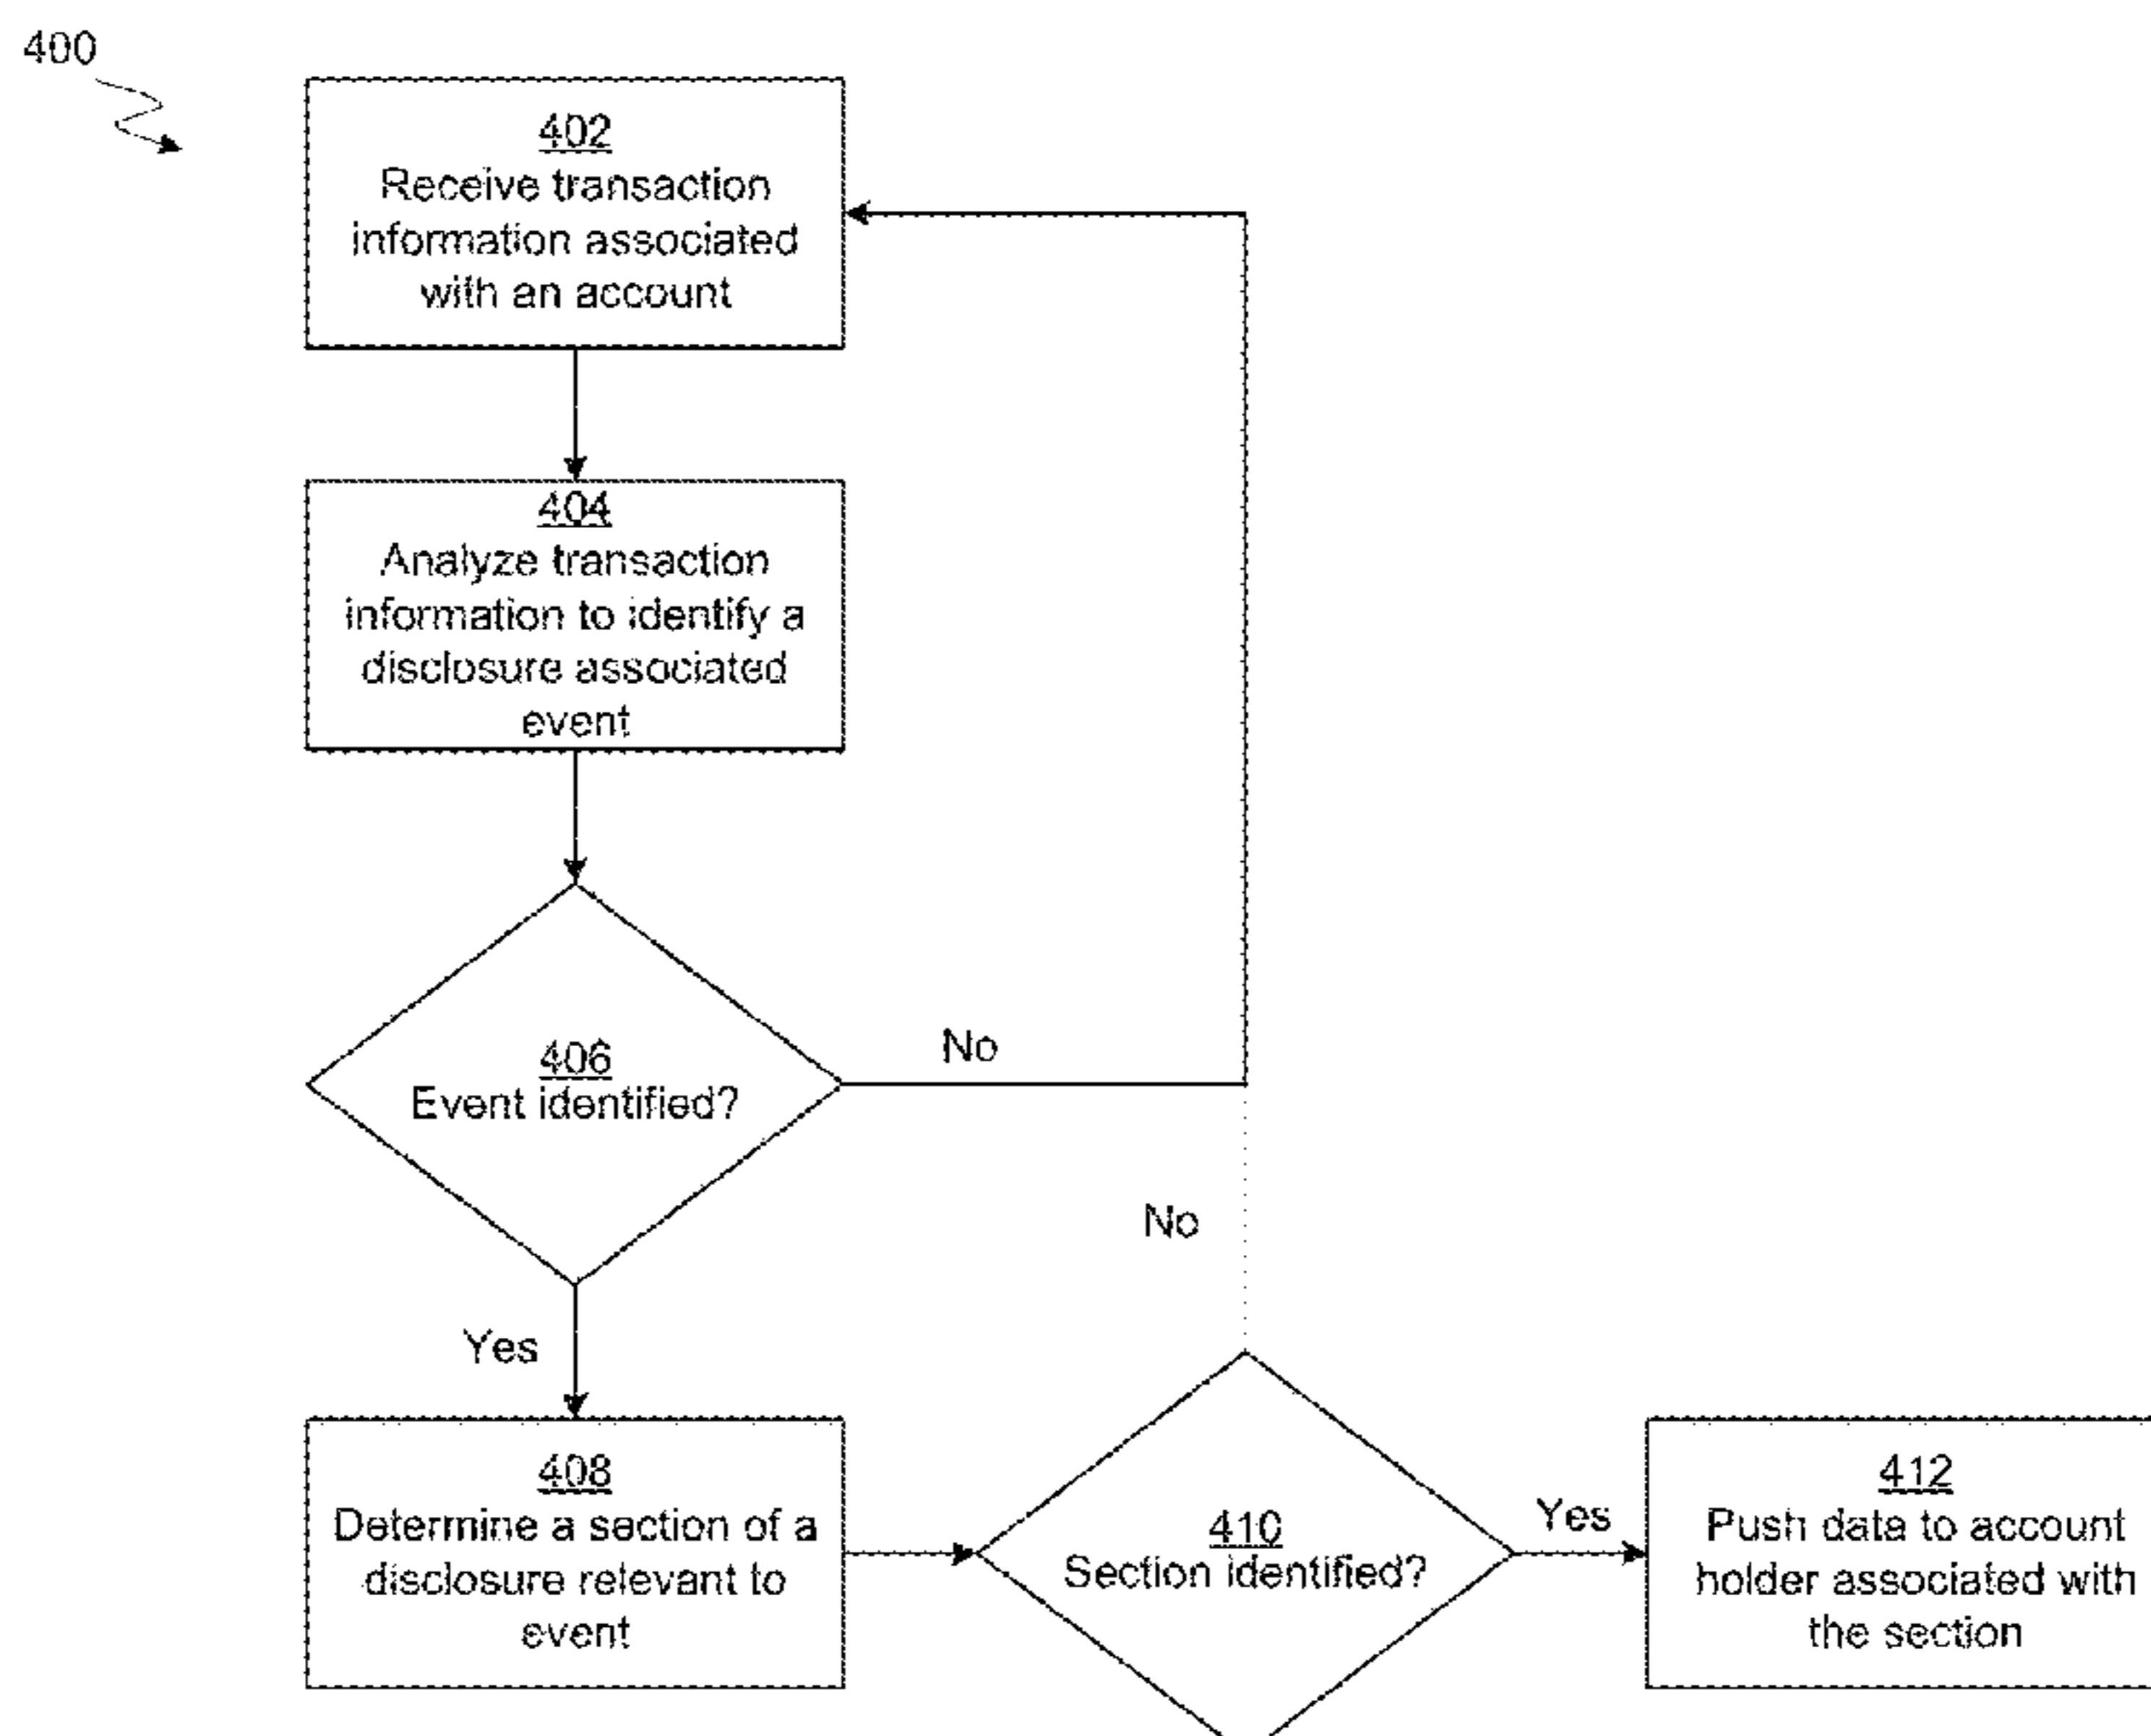 400
402
Receive transaction
information associated
with an account
404
Analyze transaction
information to identify a
disclosure associated
event
406
Event identified?
No
No
Yes
408
Determine a section of a
disclosure relevant to
event
410
Section identified?
Yes
412
Push data to account
holder associated with
the section